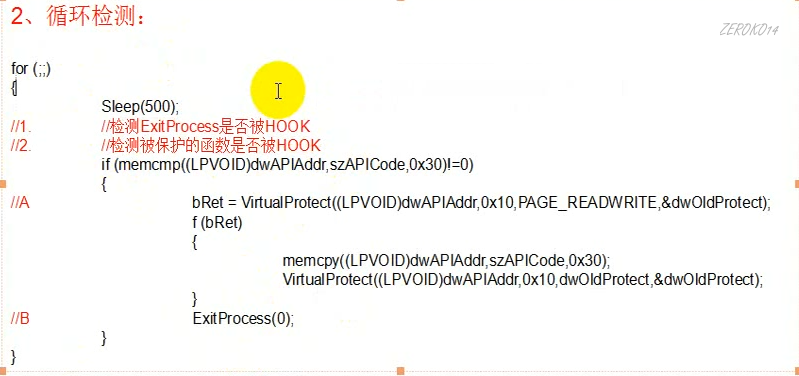 2、循环检测：
ZEROKO14
for (;;)
{
Sleep(500);
//1. //检测ExitProcess是否被HOOK
//2. //检测被保护的函数是否被HOOK
if (memcmp((LPVOID)dwAPIAddr,szAPICode,0x30)!=0)
{
//A bRet = VirtualProtect((LPVOID)dwAPIAddr,0x10,PAGE_READWRITE,&dwOldProtect);
f (bRet)
{
memcpy((LPVOID)dwAPIAddr,szAPICode,0x30);
VirtualProtect((LPVOID)dwAPIAddr,0x10,dwOldProtect,&dwOldProtect);
}
//B ExitProcess(0);
}
}